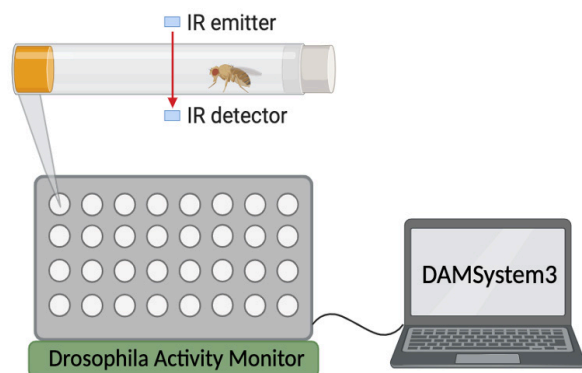 IR emitter
IR detector
DAMSystem3
Drosophila Activity Monitor